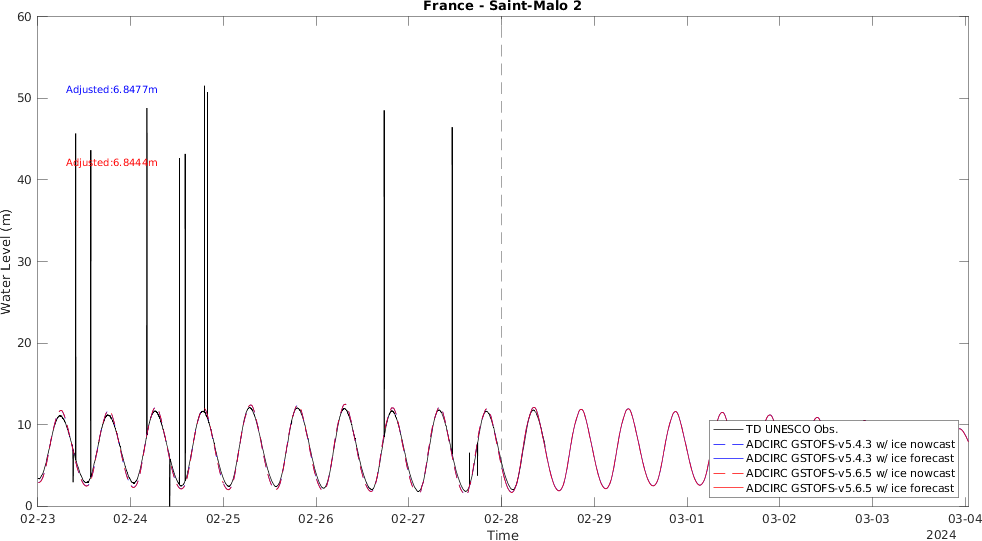 France - Saint-Malo 2
60
50
40
30
20
10
0
Water Level (m)
Adjusted:6.8477m
Adjusted:6.8444m
TD UNESCO Obs.
ADCIRC GSTOFS-v5.4.3 w/ ice nowcast
ADCIRC GSTOFS-v5.4.3 w/ ice forecast
ADCIRC GSTOFS-v5.6.5 w/ ice nowcast
ADCIRC GSTOFS-v5.6.5 w/ ice forecast
02-23 02-24 02-25 02-26 02-27 02-28 02-29 03-01 03-02 03-03 03-04
Time
2024